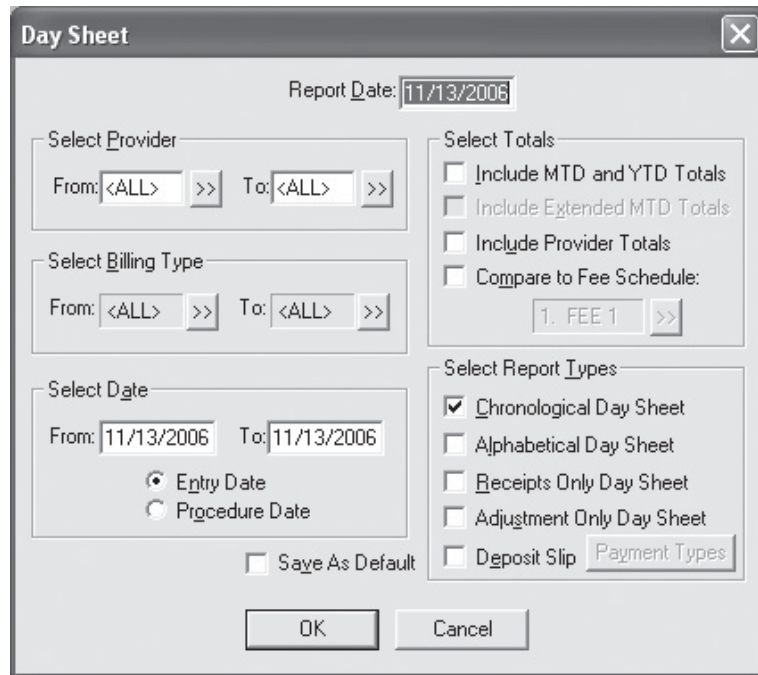 Day Sheet
Report Date: 11/13/2006
Select Provider
From: <ALL> >> To: <ALL> >>
Select Billing Type
From: <ALL> >> To: <ALL> >>
Select Date
From: 11/13/2006 To: 11/13/2006
Entry Date
Procedure Date
Save As Default
Select Totals
Include MTD and YTD Totals
Include Extended MTD Totals
Include Provider Totals
Compare to Fee Schedule:
1. FEE 1 >>
Select Report Types
Chronological Day Sheet
Alphabetical Day Sheet
Receipts Only Day Sheet
Adjustment Only Day Sheet
Deposit Slip Payment Types
OK Cancel